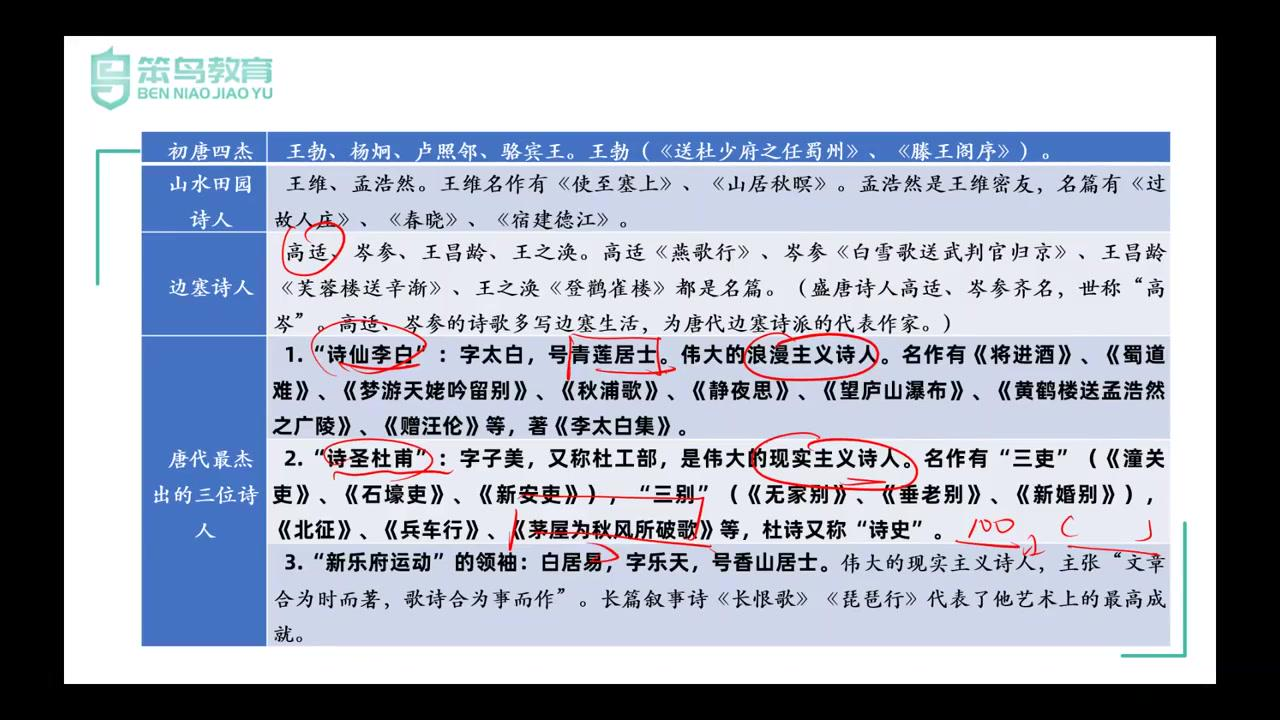 笨鸟教育
BEN NIAO JIAO YU
初唐四杰
王勃、杨炯、卢照邻、骆宾王。王勃（《送杜少府之任蜀州》、《滕王阁序》）。
山水田园
诗人
王维、孟浩然。王维名作有《使至塞上》、《山居秋暝》。孟浩然是王维密友，名篇有《过
故人庄》、《春晓》、《宿建德江》。
边塞诗人
高适、岑参、王昌龄、王之涣。高适《燕歌行》、岑参《白雪歌送武判官归京》、王昌龄
《芙蓉楼送辛渐》、王之涣《登鹳雀楼》都是名篇。（盛唐诗人高适、岑参齐名，世称“高
岑”。高适、岑参的诗歌多写边塞生活，为唐代边塞诗派的代表作家。）
唐代最杰
出的三位诗
人
1. “诗仙李白”：字太白，号青莲居士。伟大的浪漫主义诗人。名作有《将进酒》、《蜀道
难》、《梦游天姥吟留别》、《秋浦歌》、《静夜思》、《望庐山瀑布》、《黄鹤楼送孟浩然
之广陵》、《赠汪伦》等，著《李太白集》。
2. “诗圣杜甫”：字子美，又称杜工部，是伟大的现实主义诗人。名作有“三吏”（《潼关
吏》、《石壕吏》、《新安吏》），“三别”（《无家别》、《垂老别》、《新婚别》），
《北征》、《兵车行》、《茅屋为秋风所破歌》等，杜诗又称“诗史”。
100
3. “新乐府运动”的领袖：白居易，字乐天，号香山居士。伟大的现实主义诗人，主张“文章
合为时而著，歌诗合为事而作”。长篇叙事诗《长恨歌》《琵琶行》代表了他艺术上的最高成
就。